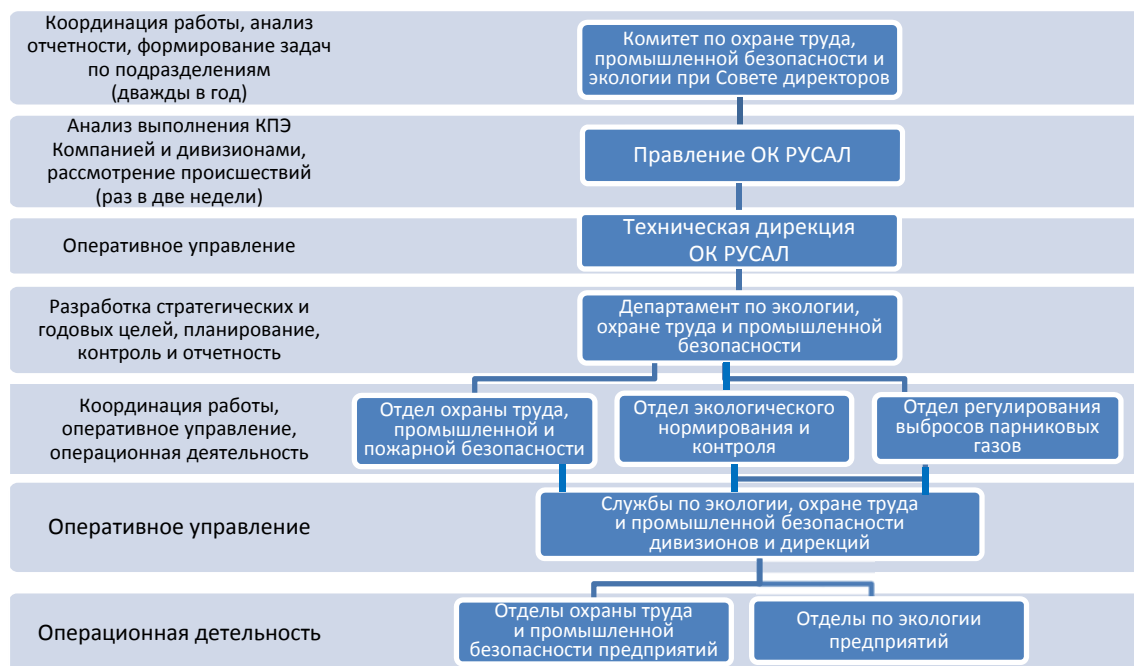 Координация работы, анализ
отчетности, формирование задач
по подразделениям
(дважды в год)
Комитет по охране труда,
промышленной безопасности и
экологии при Совете директоров
Анализ выполнения КПЭ
Компанией и дивизионами,
рассмотрение происшествий
(раз в две недели)
Правление ОК РУСАЛ
Оперативное управление
Техническая дирекция
ОК РУСАЛ
Разработка стратегических и
годовых целей, планирование,
контроль и отчетность
Департамент по экологии,
охране труда и промышленной
безопасности
Координация работы,
оперативное управление,
операционная деятельность
Отдел охраны труда,
промышленной и
пожарной безопасности
Отдел экологического
нормирования и
контроля
Отдел регулирования
выбросов парниковых
газов
Оперативное управление
Службы по экологии, охране труда
и промышленной безопасности
дивизионов и дирекций
Операционная детельность
Отделы охраны труда
и промышленной
безопасности предприятий
Отделы по экологии
предприятий